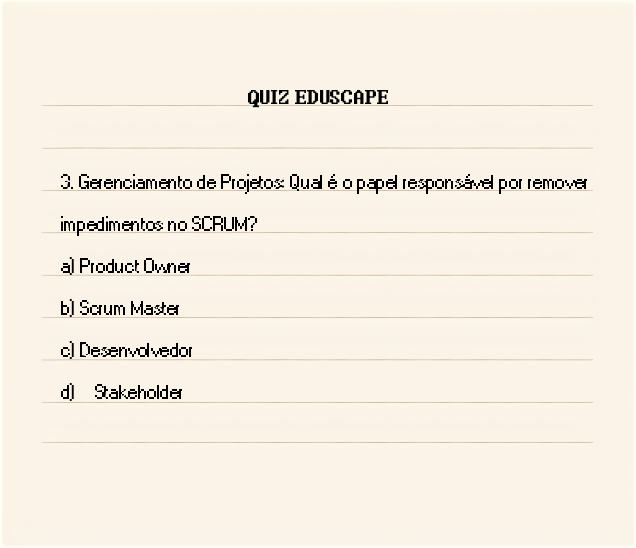 QUIZ EDUSCAPE
3. Gerenciamento de Projetos: Qual é o papel responsável por remover
impedimentos no SCRUM?
a) Product Owner
b) Scrum Master
c) Desenvolvedor
d) Stakeholder